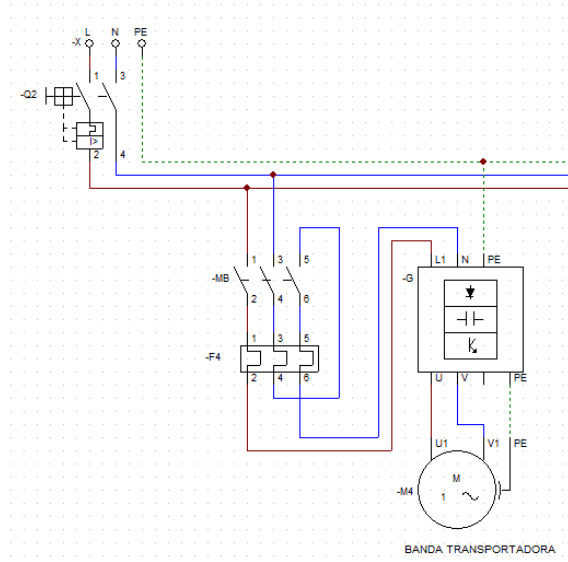 L N PE
-X
1 3
-Q2
I>
2 4
1 3 5
L1 N PE
-MB
-G
2 4 6
1 3 5
-F4
2 4 6
U V PE
U1 V1 PE
M
-M4
1
BANDA TRANSPORTADORA